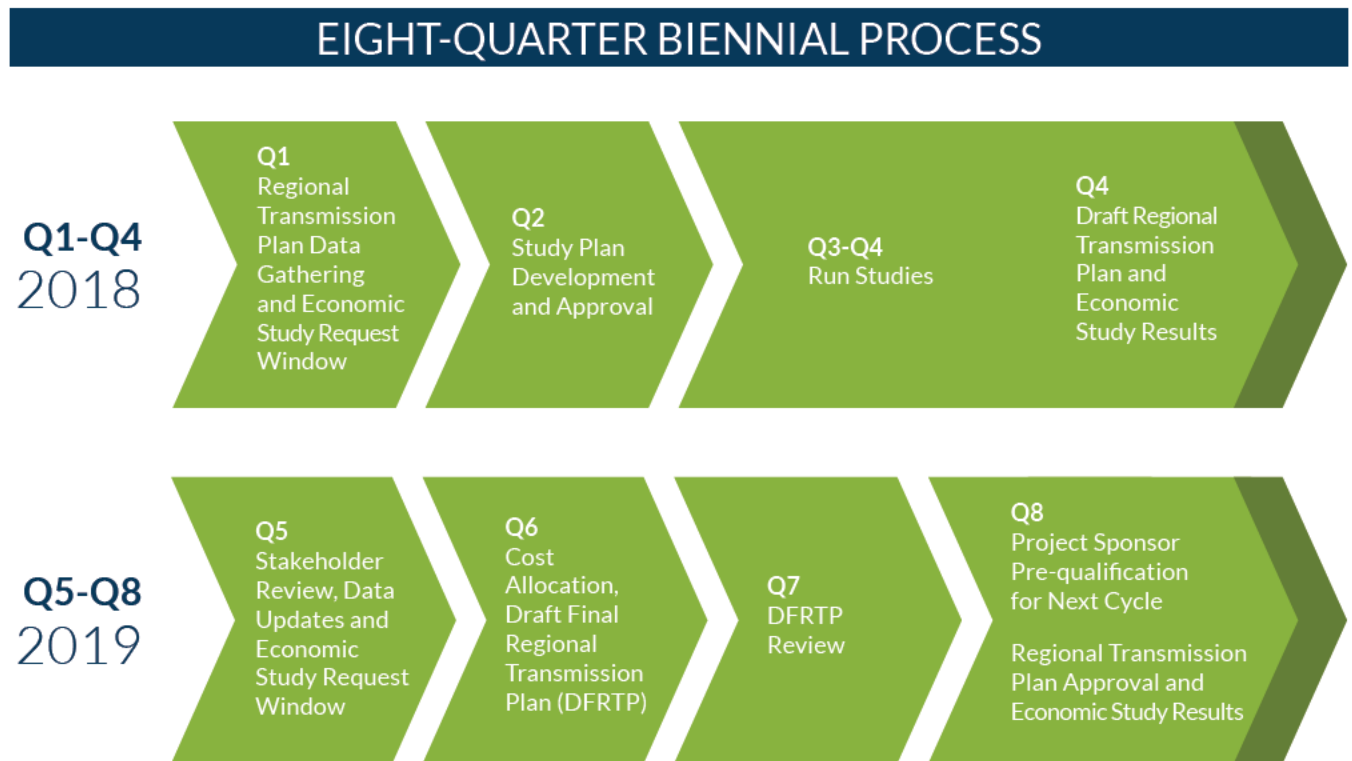 EIGHT-QUARTER BIENNIAL PROCESS
Q1-Q4
2018
Q1
Regional
Transmission
Plan Data
Gathering
and Economic
Study Request
Window
Q2
Study Plan
Development
and Approval
Q3-Q4
Run Studies
Q4
Draft Regional
Transmission
Plan and
Economic
Study Results
Q5-Q8
2019
Q5
Stakeholder
Review, Data
Updates and
Economic
Study Request
Window
Q6
Cost
Allocation,
Draft Final
Regional
Transmission
Plan (DFRTP)
Q7
DFRTP
Review
Q8
Project Sponsor
Pre-qualification
for Next Cycle
Regional Transmission
Plan Approval and
Economic Study Results